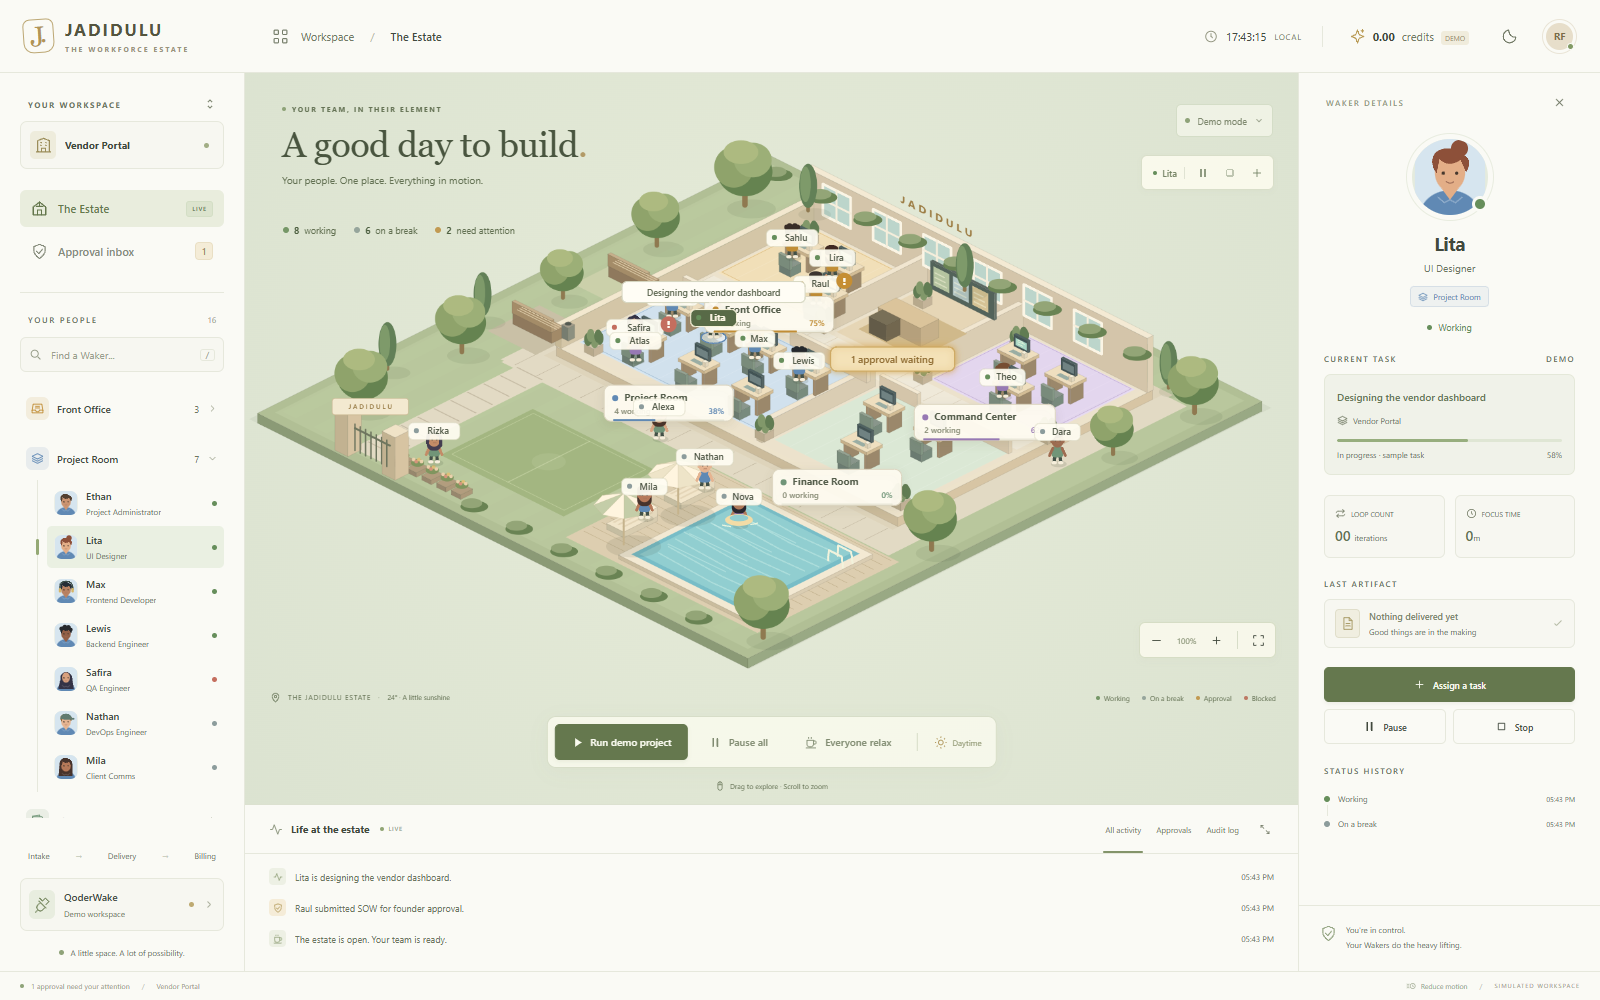 J.
JADIDULU
THE WORKFORCE ESTATE
Workspace / The Estate
17:43:15 LOCAL
0.00 credits DEMO
RF
YOUR WORKSPACE
Vendor Portal
The Estate LIVE
Approval inbox 1
YOUR PEOPLE 16
Find a Waker... /
Front Office 3
Project Room 7
Ethan
Project Administrator
Lita
UI Designer
Max
Frontend Developer
Lewis
Backend Engineer
Safira
QA Engineer
Nathan
DevOps Engineer
Mila
Client Comms
Intake → Delivery → Billing
QoderWake
Demo workspace
A little space. A lot of possibility.
YOUR TEAM, IN THEIR ELEMENT
A good day to build.
Your people. One place. Everything in motion.
8 working
6 on a break
2 need attention
Demo mode
Lita
JADIDULU
Sahlu
Lira
Raul
Designing the vendor dashboard
Front Office
75%
Lita
Safira
Atlas
Max
Lewis
1 approval waiting
Theo
Project Room
38%
Alexa
JADIDULU
Rizka
Command Center
2 working
Dara
Nathan
Mila
Nova
Finance Room
0 working 0%
100%
THE JADIDULU ESTATE · 24° · A little sunshine
Working On a break Approval Blocked
Run demo project
Pause all
Everyone relax
Daytime
Drag to explore · Scroll to zoom
Life at the estate LIVE
All activity Approvals Audit log
Lita is designing the vendor dashboard. 05:43 PM
Raul submitted SOW for founder approval. 05:43 PM
The estate is open. Your team is ready. 05:43 PM
WAKER DETAILS
Lita
UI Designer
Project Room
Working
CURRENT TASK DEMO
Designing the vendor dashboard
Vendor Portal
In progress · sample task 58%
LOOP COUNT
00 iterations
FOCUS TIME
0m
LAST ARTIFACT
Nothing delivered yet
Good things are in the making
Assign a task
Pause
Stop
STATUS HISTORY
Working 05:43 PM
On a break 05:43 PM
You're in control.
Your Wakers do the heavy lifting.
1 approval need your attention / Vendor Portal
Reduce motion / SIMULATED WORKSPACE